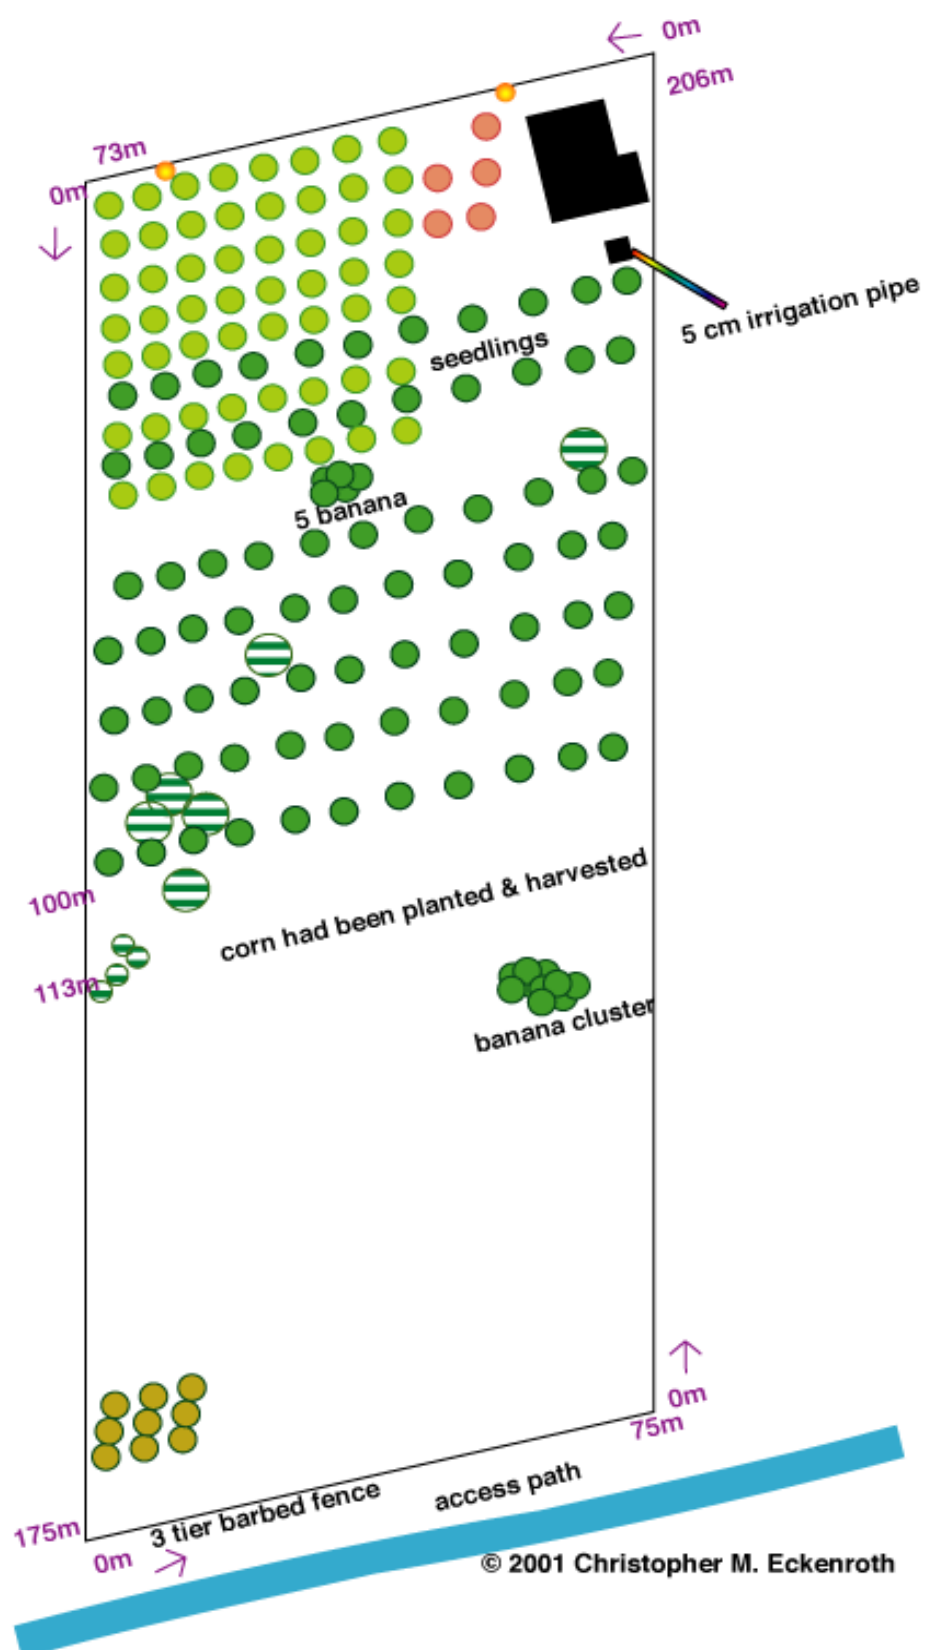 0m
206m
73m
0m
5 cm irrigation pipe
seedlings
5 banana
corn had been planted & harvested
100m
113m
banana cluster
0m
75m
access path
3 tier barbed fence
175m
0m
© 2001 Christopher M. Eckenroth